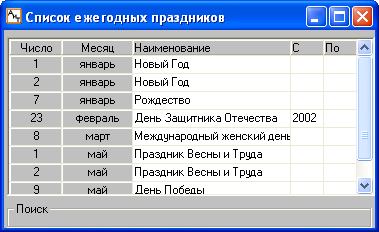 Список ежегодных праздников
Число Месяц Наименование С По
1 январь Новый Год
2 январь Новый Год
7 январь Рождество
23 февраль День Защитника Отечества 2002
8 март Международный женский день
1 май Праздник Весны и Труда
2 май Праздник Весны и Труда
9 май День Победы
Поиск